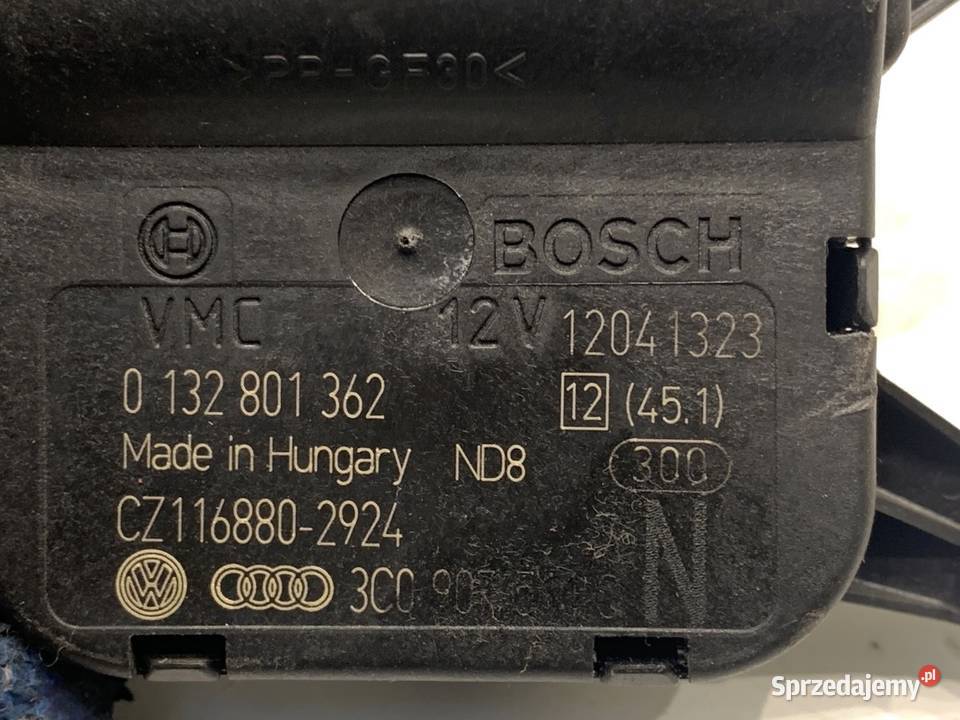 >PP-GF30<
BOSCH
VMC 12V 12041323
0 132 801 362 12 (45.1)
Made in Hungary ND8 300
CZ116880-2924 N
3C0 907
Sprzedajemy.pl